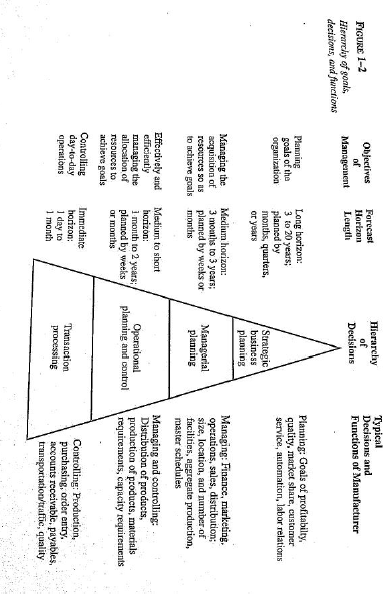 FIGURE 1–2
Hierarchy of goals,
decisions, and functions
Objectives
of
Management
Forecast
Horizon
Length
Hierarchy
of
Decisions
Typical
Decisions and
Functions of Manufacturer
Planning
goals of the
organization
Long horizon:
3 to 20 years;
planned by
months, quarters,
or years
Strategic
business
planning
Planning: Goals of profitability,
quality, market share, customer
service, automation, labor relations
Managing the
acquisition of
resources so as
to achieve goals
Medium horizon:
3 months to 3 years;
planned by weeks or
months
Managerial
planning
Managing: Finance, marketing,
operations, sales, distribution;
size, location, and number of
facilities, aggregate production,
master schedules
Effectively and
efficiently
managing the
allocation of
resources to
achieve goals
Medium to short
horizon:
1 month to 2 years;
planned by weeks
or months
Operational
planning and control
Managing and controlling:
Distribution of products,
production of products, materials
requirements, capacity requirements
Controlling
day-to-day
operations
Immediate
horizon:
1 day to
1 month
Transaction
processing
Controlling: Production,
purchasing, order entry,
accounts receivable, payables,
transportation/traffic, quality